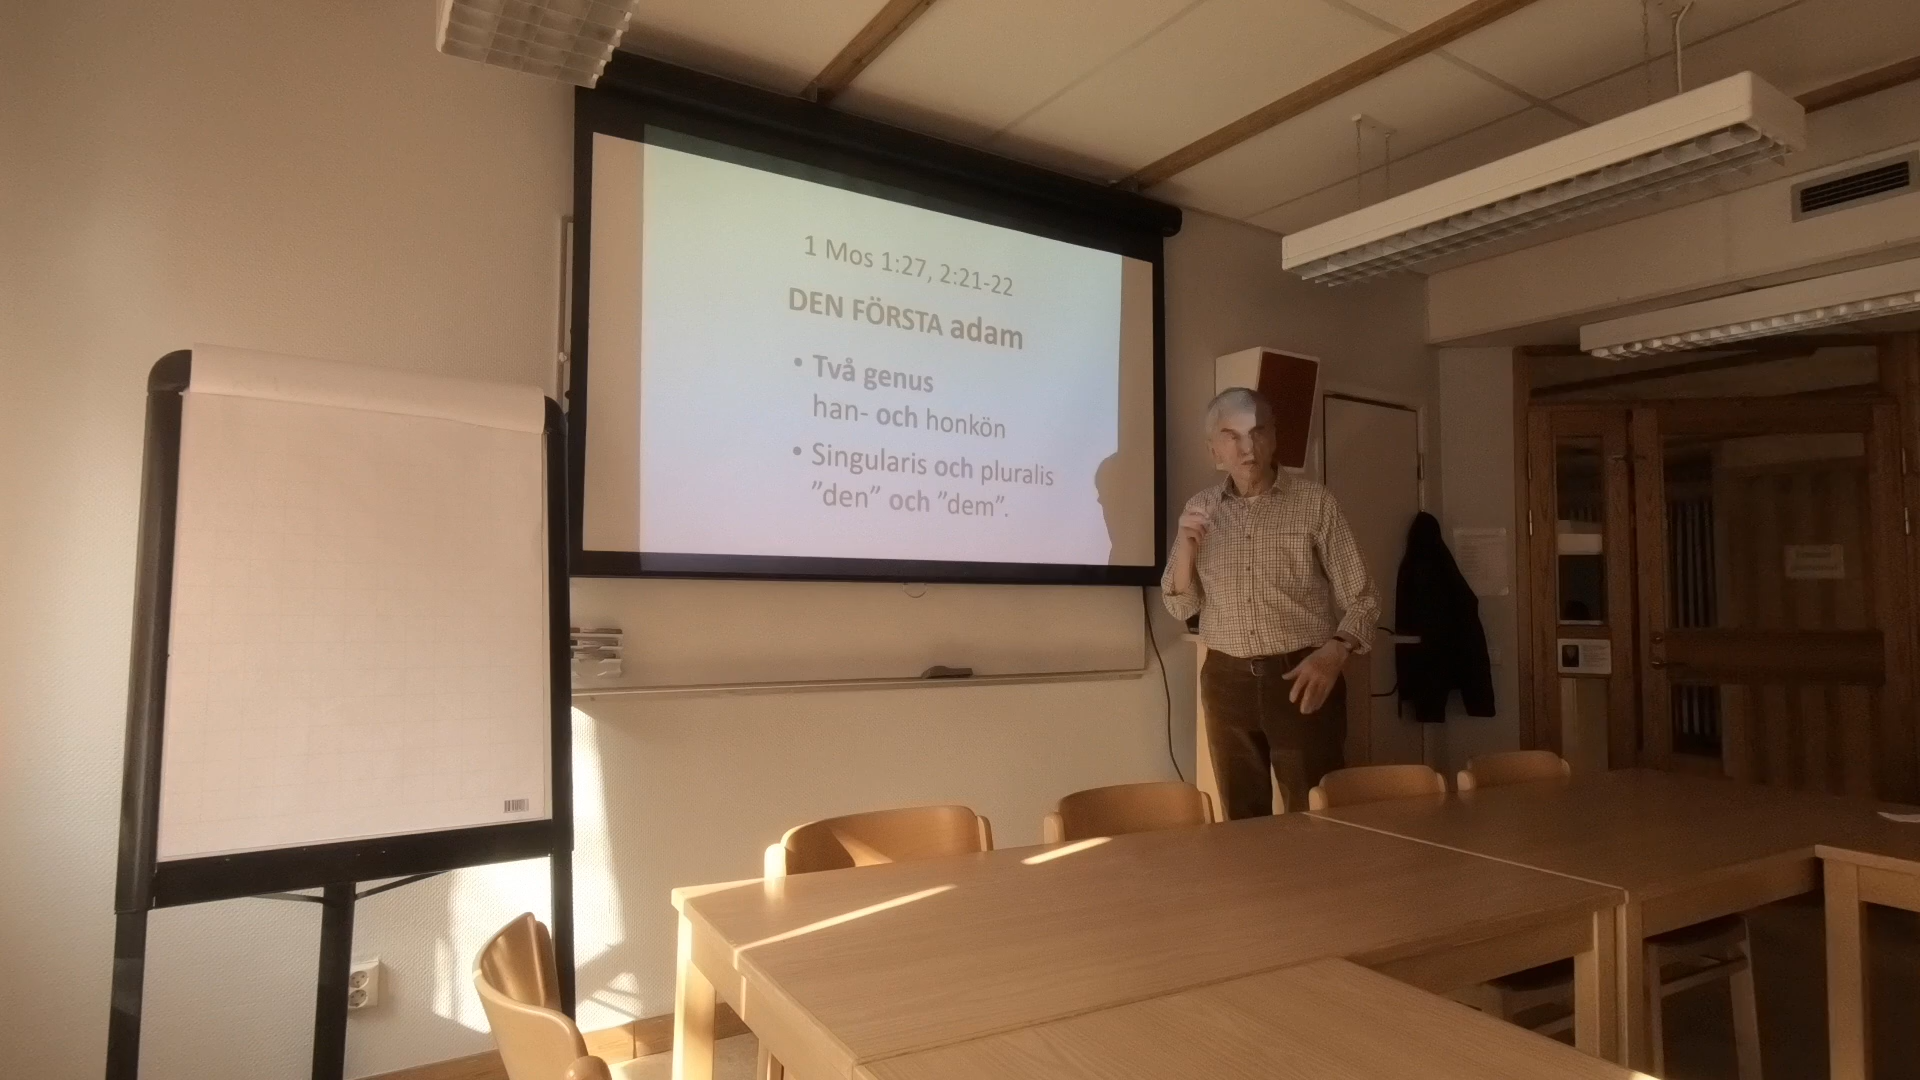 1 Mos 1:27, 2:21-22
DEN FÖRSTA adam
• Två genus
han- och honkön
• Singularis och pluralis
”den” och ”dem”.